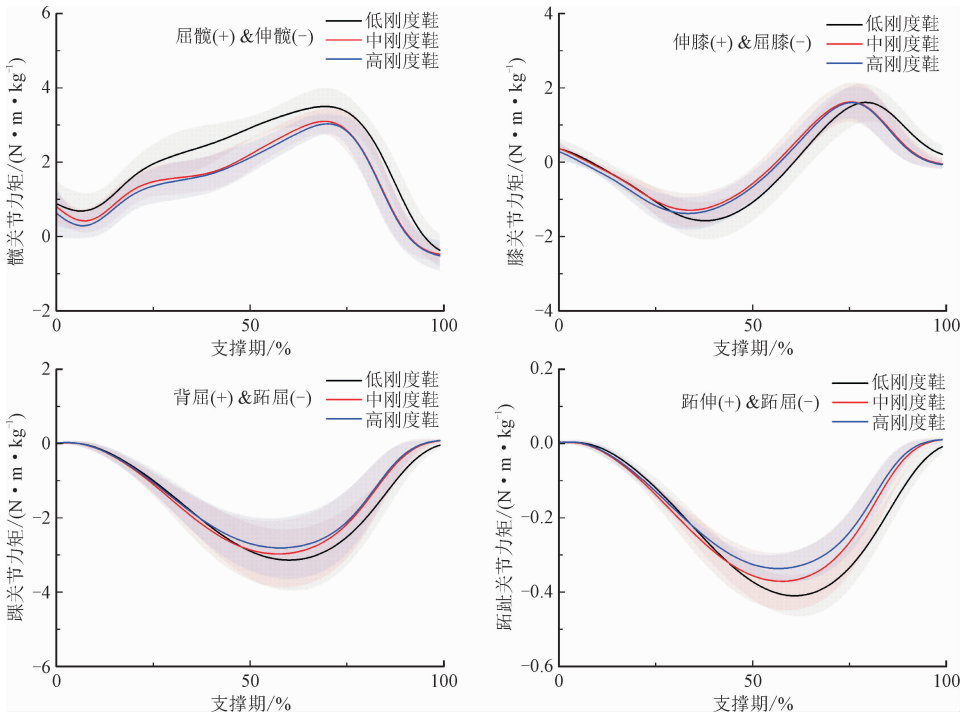 屈髋(+) &伸髋(-)
低刚度鞋
中刚度鞋
高刚度鞋
髋关节力矩/(N·m·kg⁻¹)
6
4
2
0
−2
0
50
100
支撑期/%
伸膝(+) &屈膝(-)
低刚度鞋
中刚度鞋
高刚度鞋
膝关节力矩/(N·m·kg⁻¹)
4
2
0
−2
−4
0
50
100
支撑期/%
背屈(+) &跖屈(-)
低刚度鞋
中刚度鞋
高刚度鞋
踝关节力矩/(N·m·kg⁻¹)
2
0
−2
−4
−6
0
50
100
支撑期/%
跖伸(+) &跖屈(-)
低刚度鞋
中刚度鞋
高刚度鞋
跖趾关节力矩/(N·m·kg⁻¹)
0.2
0.0
−0.2
−0.4
−0.6
0
50
100
支撑期/%